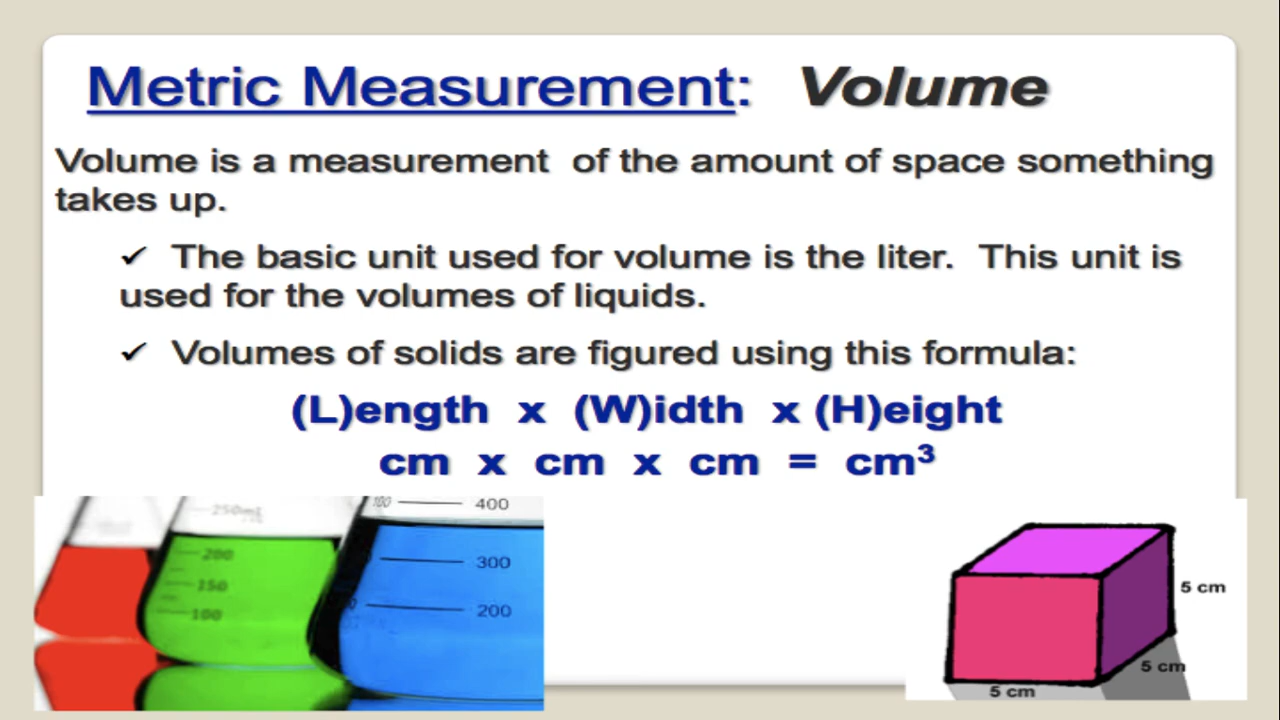 Metric Measurement: Volume
Volume is a measurement of the amount of space something
takes up.
✓ The basic unit used for volume is the liter. This unit is
used for the volumes of liquids.
✓ Volumes of solids are figured using this formula:
(L)ength x (W)idth x (H)eight
cm x cm x cm = cm³
250mL
200
150
100
100 400
300
200
5 cm
5 cm
5 cm